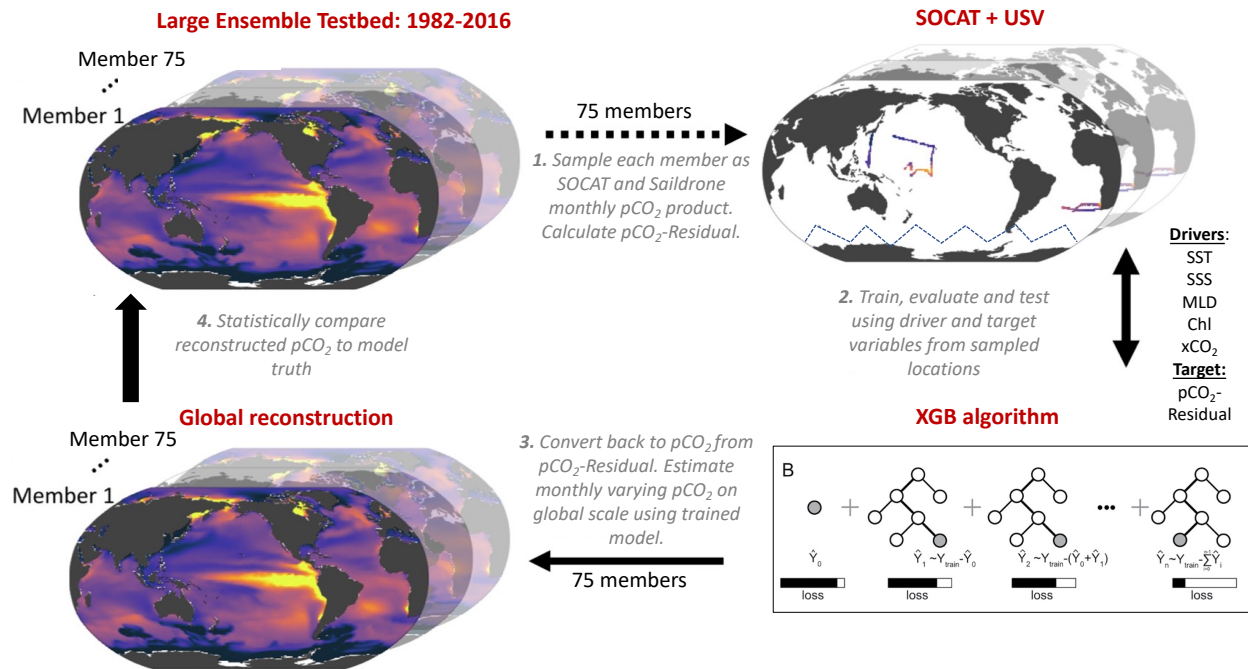 Large Ensemble Testbed: 1982-2016
Member 75
Member 1
75 members
1. Sample each member as
SOCAT and Saildrone
monthly pCO₂ product.
Calculate pCO₂-Residual.
SOCAT + USV
Drivers:
SST
SSS
MLD
Chl
xCO₂
Target:
pCO₂-
Residual
2. Train, evaluate and test
using driver and target
variables from sampled
locations
XGB algorithm
B
+ + ••• +
Ŷ₀ Ŷ₁ ~Y_train-Ŷ₀ Ŷ₂ ~Y_train-(Ŷ₀+Ŷ₁) Ŷₙ ~Y_train-∑Ŷᵢ
loss loss loss loss
3. Convert back to pCO₂ from
pCO₂-Residual. Estimate
monthly varying pCO₂ on
global scale using trained
model.
75 members
Global reconstruction
Member 75
Member 1
4. Statistically compare
reconstructed pCO₂ to model
truth